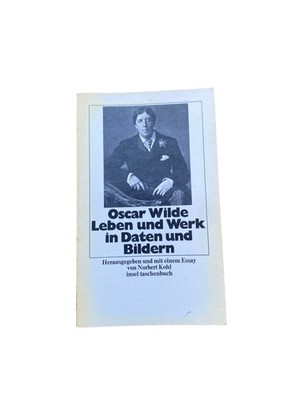 Oscar Wilde
Leben und Werk
in Daten und
Bildern
Herausgegeben und mit einem Essay
von Norbert Kohl
insel taschenbuch